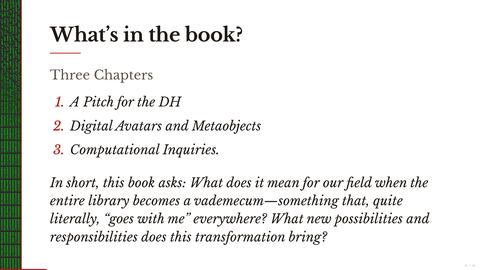 What's in the book?
Three Chapters
1. A Pitch for the DH
2. Digital Avatars and Metaobjects
3. Computational Inquiries.
In short, this book asks: What does it mean for our field when the
entire library becomes a vademecum—something that, quite
literally, “goes with me” everywhere? What new possibilities and
responsibilities does this transformation bring?